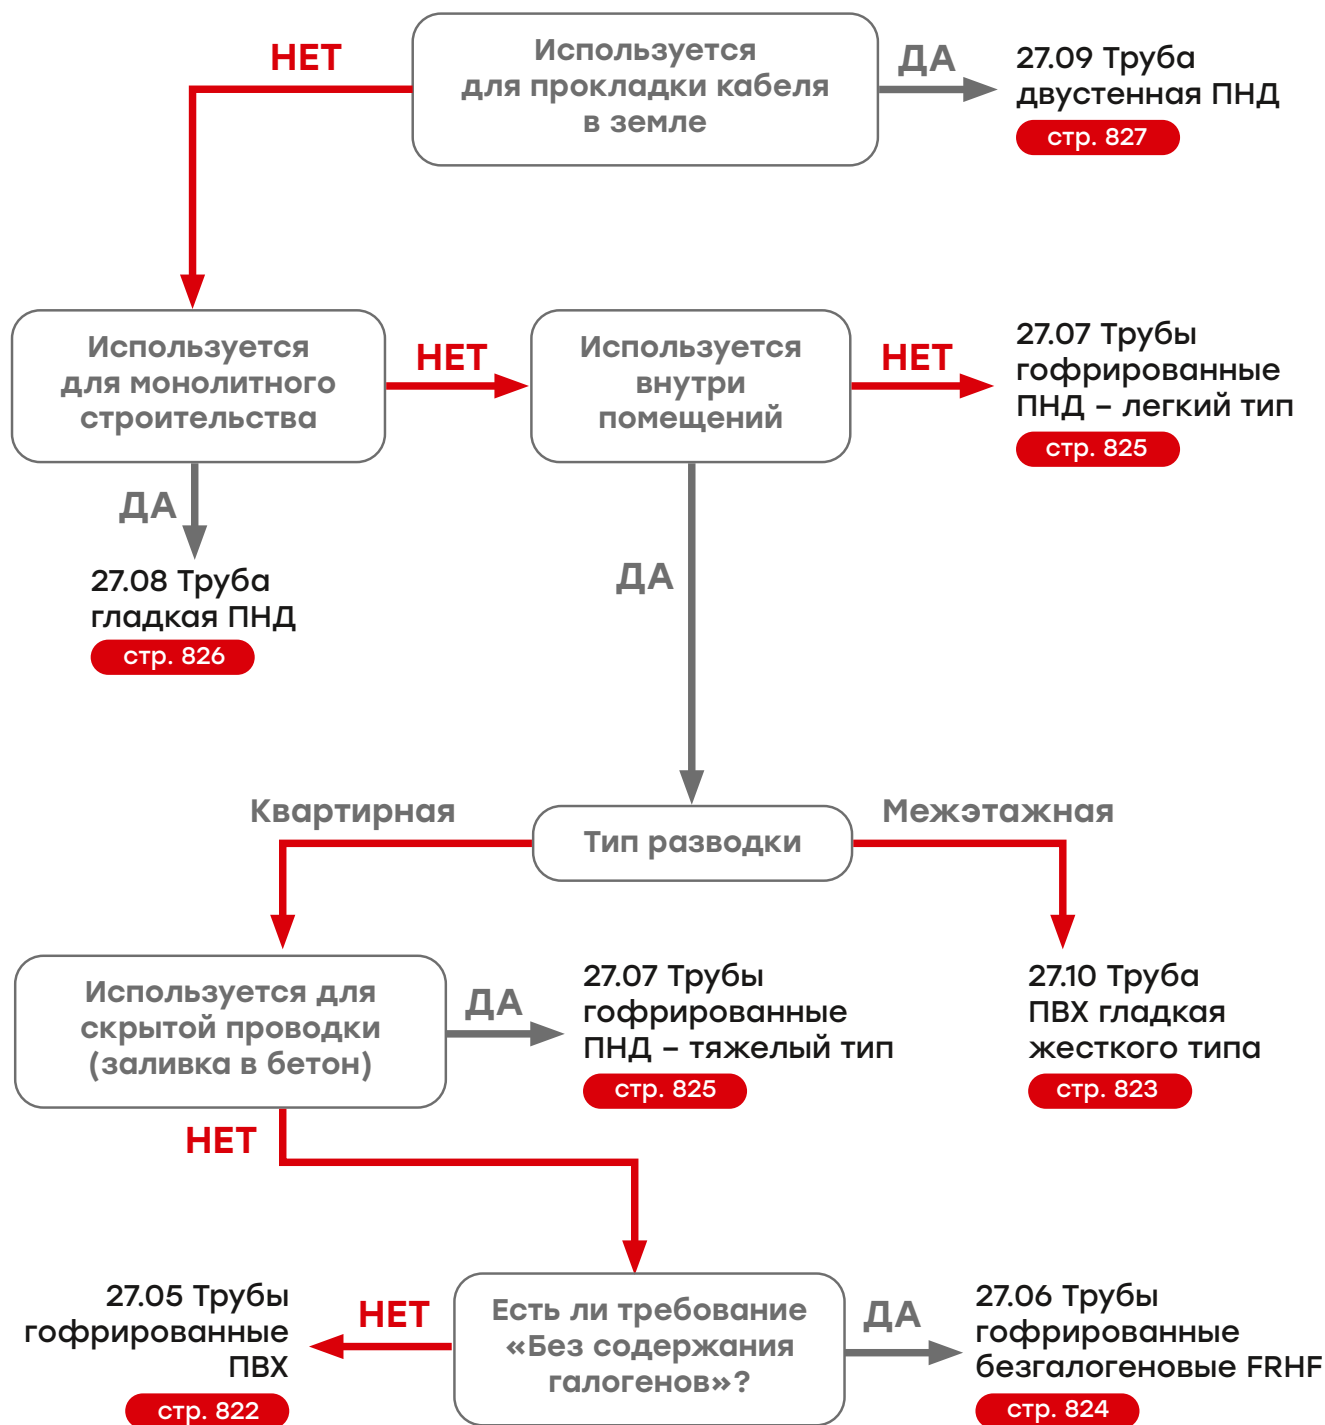 НЕТ
Используется
для прокладки кабеля
в земле
ДА
27.09 Труба
двустенная ПНД
стр. 827
Используется
для монолитного
строительства
НЕТ
Используется
внутри
помещений
НЕТ
27.07 Трубы
гофрированные
ПНД – легкий тип
стр. 825
ДА
27.08 Труба
гладкая ПНД
стр. 826
ДА
Квартирная
Тип разводки
Межэтажная
Используется для
скрытой проводки
(заливка в бетон)
ДА
27.07 Трубы
гофрированные
ПНД – тяжелый тип
стр. 825
27.10 Труба
ПВХ гладкая
жесткого типа
стр. 823
НЕТ
27.05 Трубы
гофрированные
ПВХ
стр. 822
НЕТ
Есть ли требование
«Без содержания
галогенов»?
ДА
27.06 Трубы
гофрированные
безгалогеновые FRHF
стр. 824